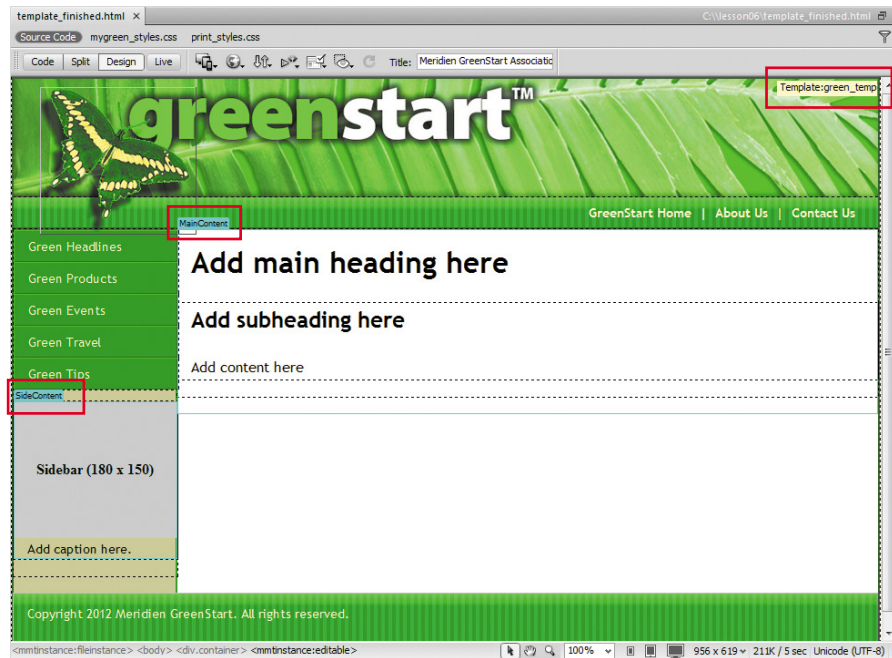 template_finished.html ×
C:\lesson06\template_finished.html
Source Code mygreen_styles.css print_styles.css
Code Split Design Live Title: Meridien GreenStart Associatic
Template:green_temp
greenstart™
GreenStart Home | About Us | Contact Us
MainContent
Green Headlines
Green Products
Green Events
Green Travel
Green Tips
Add main heading here
Add subheading here
Add content here
SideContent
Sidebar (180 x 150)
Add caption here.
Copyright 2012 Meridien GreenStart. All rights reserved.
<mmtinstance:fileinstance> <body> <div.container> <mmtinstance:editable> 100% 956 x 619 211K / 5 sec Unicode (UTF-8)